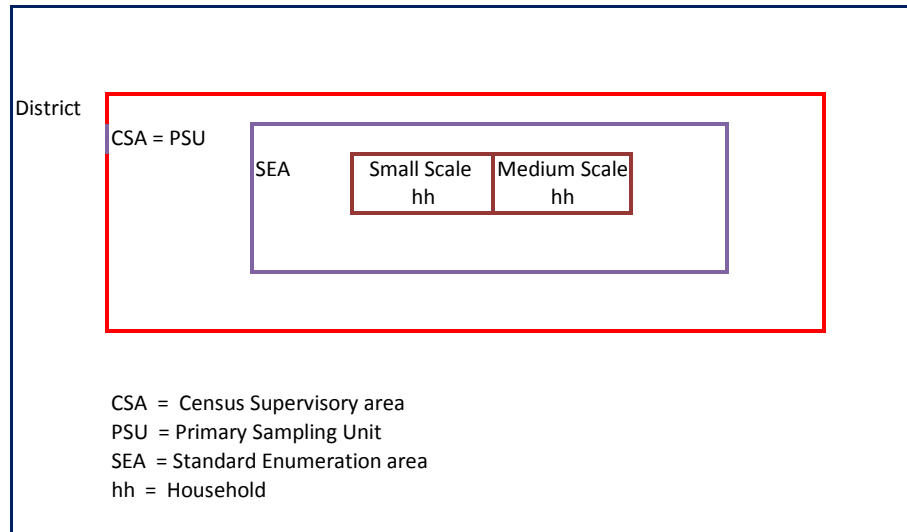 District
CSA = PSU
SEA
Small Scale
hh
Medium Scale
hh
CSA = Census Supervisory area
PSU = Primary Sampling Unit
SEA = Standard Enumeration area
hh = Household